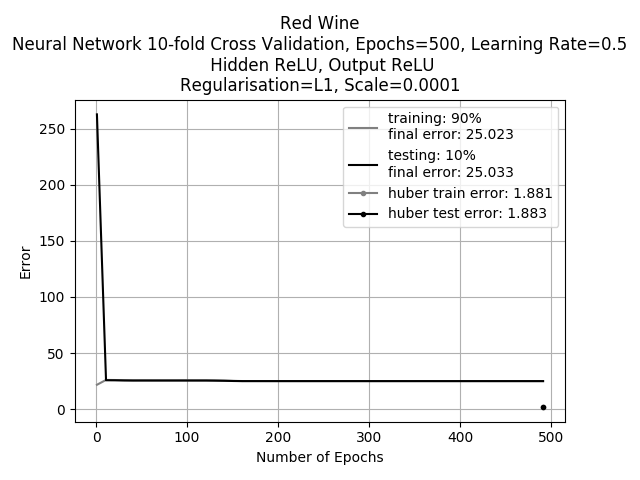 Red Wine
Neural Network 10-fold Cross Validation, Epochs=500, Learning Rate=0.5
Hidden ReLU, Output ReLU
Regularisation=L1, Scale=0.0001
training: 90%
final error: 25.023
testing: 10%
final error: 25.033
huber train error: 1.881
huber test error: 1.883
Error
250
200
150
100
50
0
0 100 200 300 400 500
Number of Epochs